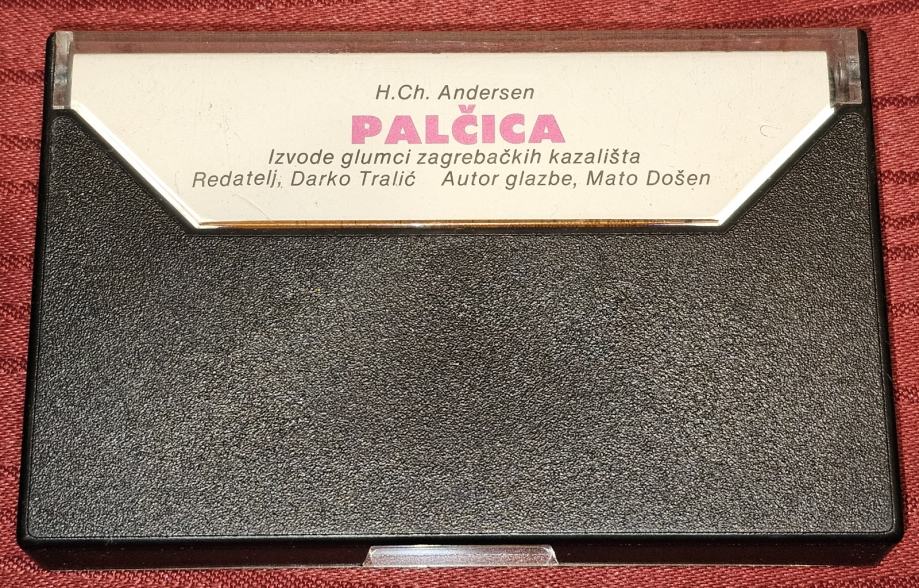 H.Ch. Andersen
PALČICA
Izvode glumci zagrebačkih kazališta
Redatelj, Darko Tralić Autor glazbe, Mato Došen